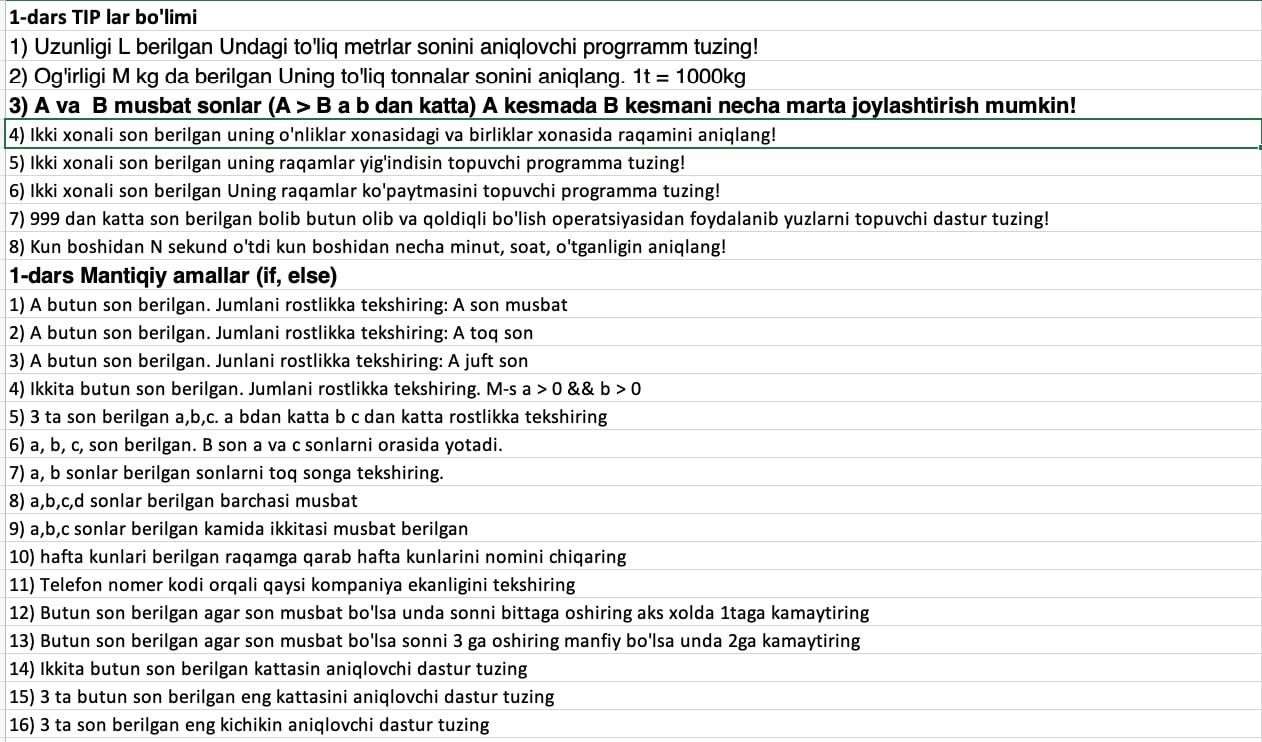 1-dars TIP lar bo'limi
1) Uzunligi L berilgan Undagi to'liq metrlar sonini aniqlovchi progrramm tuzing!
2) Og'irligi M kg da berilgan Uning to'liq tonnalar sonini aniqlang. 1t = 1000kg
3) A va  B musbat sonlar (A > B a b dan katta) A kesmada B kesmani necha marta joylashtirish mumkin!
4) Ikki xonali son berilgan uning o'nliklar xonasidagi va birliklar xonasida raqamini aniqlang!
5) Ikki xonali son berilgan uning raqamlar yig'indisin topuvchi programma tuzing!
6) Ikki xonali son berilgan Uning raqamlar ko'paytmasini topuvchi programma tuzing!
7) 999 dan katta son berilgan bolib butun olib va qoldiqli bo'lish operatsiyasidan foydalanib yuzlarni topuvchi dastur tuzing!
8) Kun boshidan N sekund o'tdi kun boshidan necha minut, soat, o'tganligin aniqlang!
1-dars Mantiqiy amallar (if, else)
1) A butun son berilgan. Jumlani rostlikka tekshiring: A son musbat
2) A butun son berilgan. Jumlani rostlikka tekshiring: A toq son
3) A butun son berilgan. Junlani rostlikka tekshiring: A juft son
4) Ikkita butun son berilgan. Jumlani rostlikka tekshiring. M-s a > 0 && b > 0
5) 3 ta son berilgan a,b,c. a bdan katta b c dan katta rostlikka tekshiring
6) a, b, c, son berilgan. B son a va c sonlarni orasida yotadi.
7) a, b sonlar berilgan sonlarni toq songa tekshiring.
8) a,b,c,d sonlar berilgan barchasi musbat
9) a,b,c sonlar berilgan kamida ikkitasi musbat berilgan
10) hafta kunlari berilgan raqamga qarab hafta kunlarini nomini chiqaring
11) Telefon nomer kodi orqali qaysi kompaniya ekanligini tekshiring
12) Butun son berilgan agar son musbat bo'lsa unda sonni bittaga oshiring aks xolda 1taga kamaytiring
13) Butun son berilgan agar son musbat bo'lsa sonni 3 ga oshiring manfiy bo'lsa unda 2ga kamaytiring
14) Ikkita butun son berilgan kattasin aniqlovchi dastur tuzing
15) 3 ta butun son berilgan eng kattasini aniqlovchi dastur tuzing
16) 3 ta son berilgan eng kichikin aniqlovchi dastur tuzing